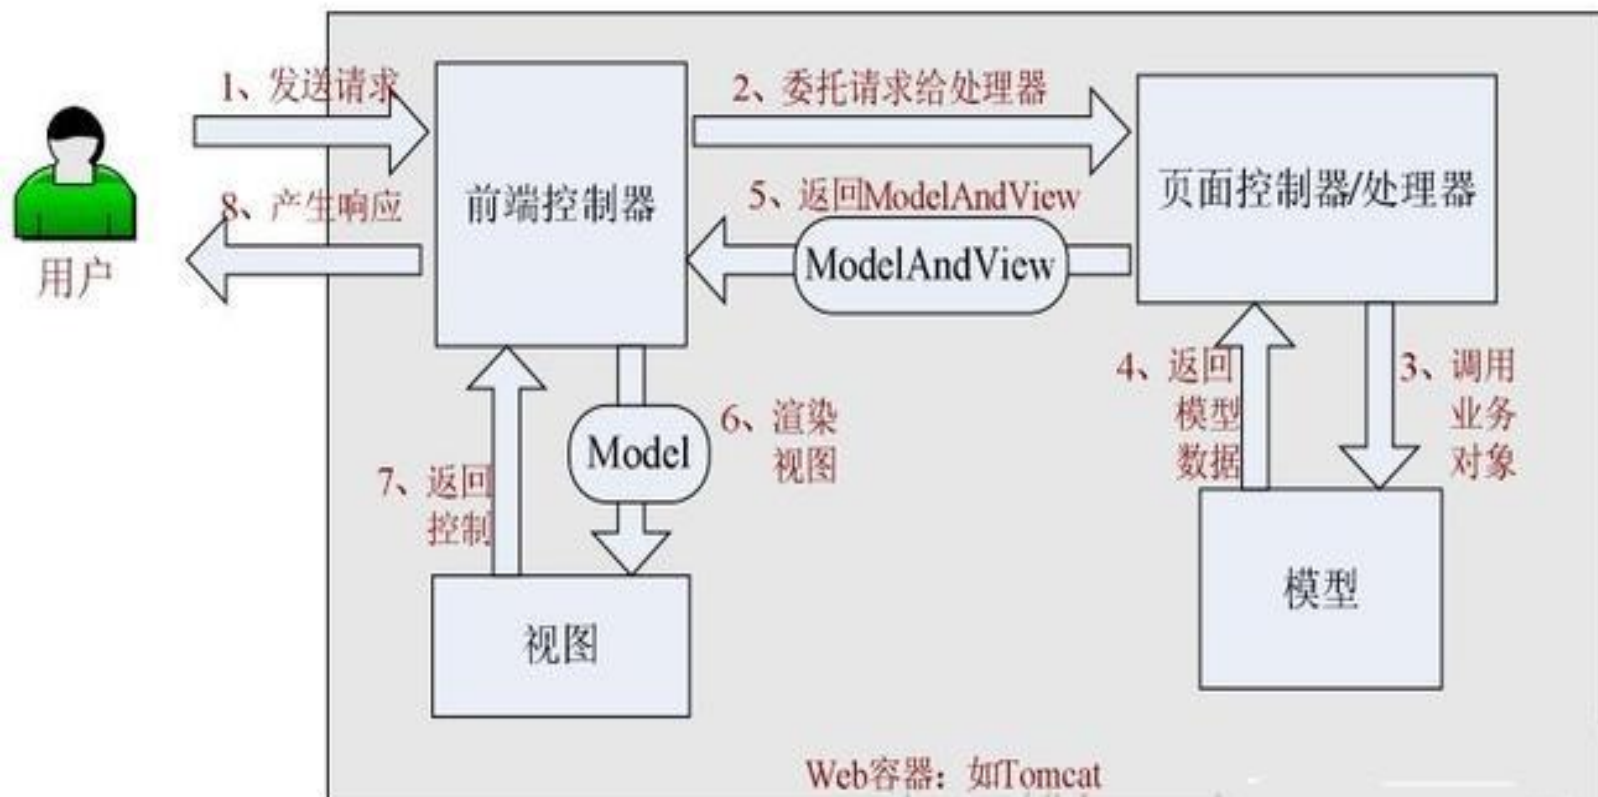 1、发送请求
2、委托请求给处理器
前端控制器
页面控制器/处理器
8、产生响应
5、返回ModelAndView
ModelAndView
用户
4、返回
模型
数据
3、调用
业务
对象
6、渲染
视图
Model
7、返回
控制
视图
模型
Web容器：如Tomcat